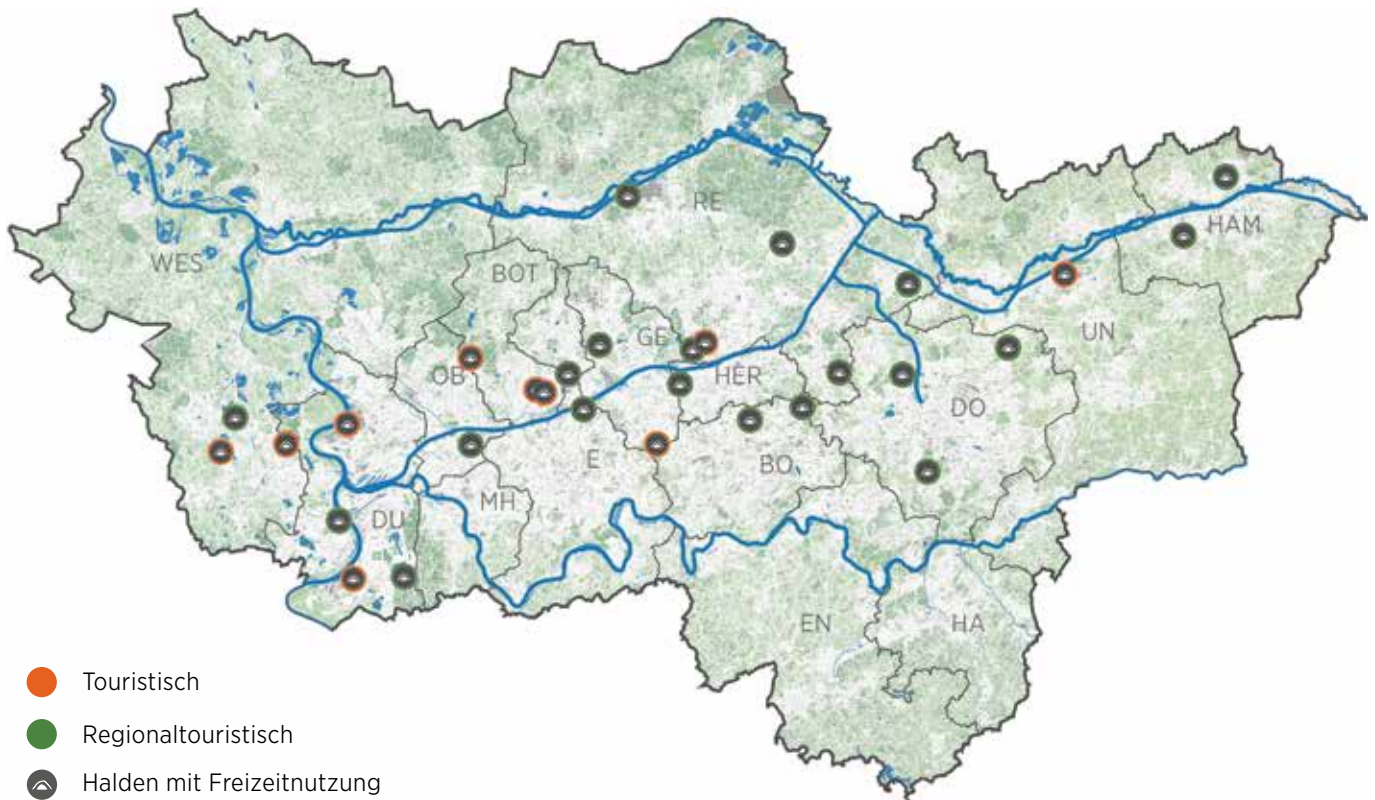 RE
HAM
WES
BOT
UN
GE
OB
HER
DO
E
BO
MH
DU
EN
HA
Touristisch
Regionaltouristisch
Halden mit Freizeitnutzung